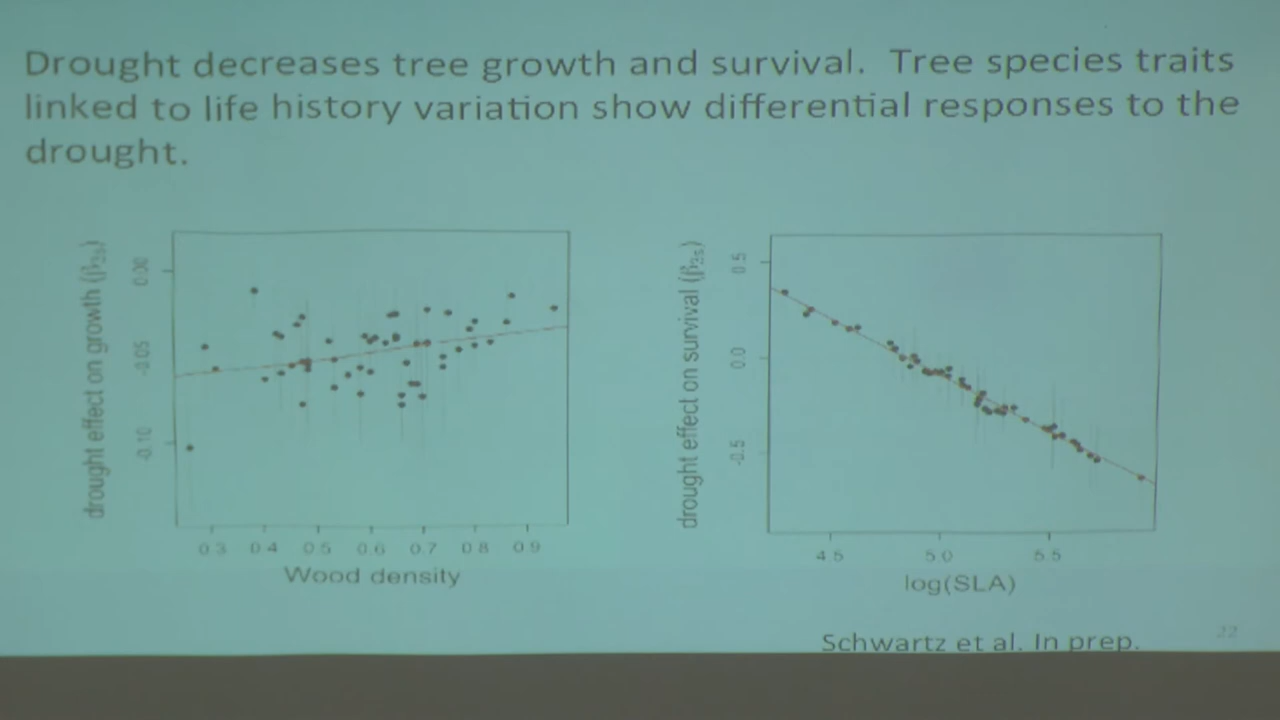 Drought decreases tree growth and survival. Tree species traits
linked to life history variation show differential responses to the
drought.
drought effect on growth (β₂ₛ)
0.00
-0.05
-0.10
0.3 0.4 0.5 0.6 0.7 0.8 0.9
Wood density
drought effect on survival (β₂ₛ)
0.5
0.0
-0.5
4.5 5.0 5.5
log(SLA)
Schwartz et al. In prep.
22